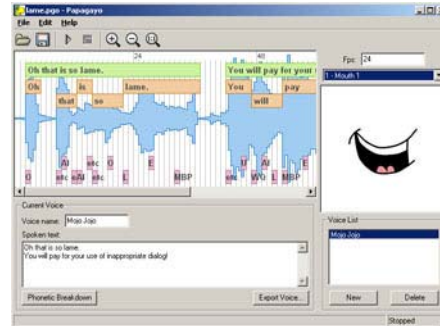 lame.pgo - Papagayo
File Edit Help
24 48
Oh that is so lame. You will pay for your
Oh is lame. You pay
that so will
AI etc O E U AI E
O etc eAI etc L MBP etc WO L MBP
Fps: 24
1 - Mouth 1
Current Voice
Voice name: Mojo Jojo
Spoken text:
Oh that is so lame.
You will pay for your use of inappropriate dialog!
Phonetic Breakdown Export Voice...
Voice List
Mojo Jojo
New Delete
Stopped